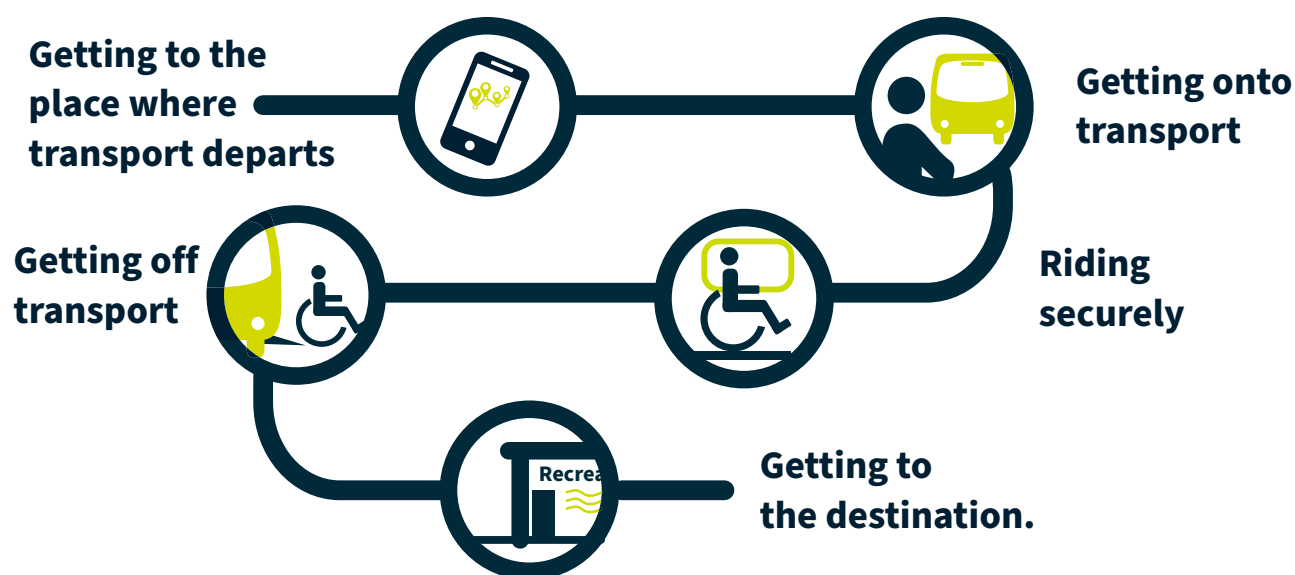 Getting to the
place where
transport departs
Getting onto
transport
Riding
securely
Getting off
transport
Recrea
Getting to
the destination.